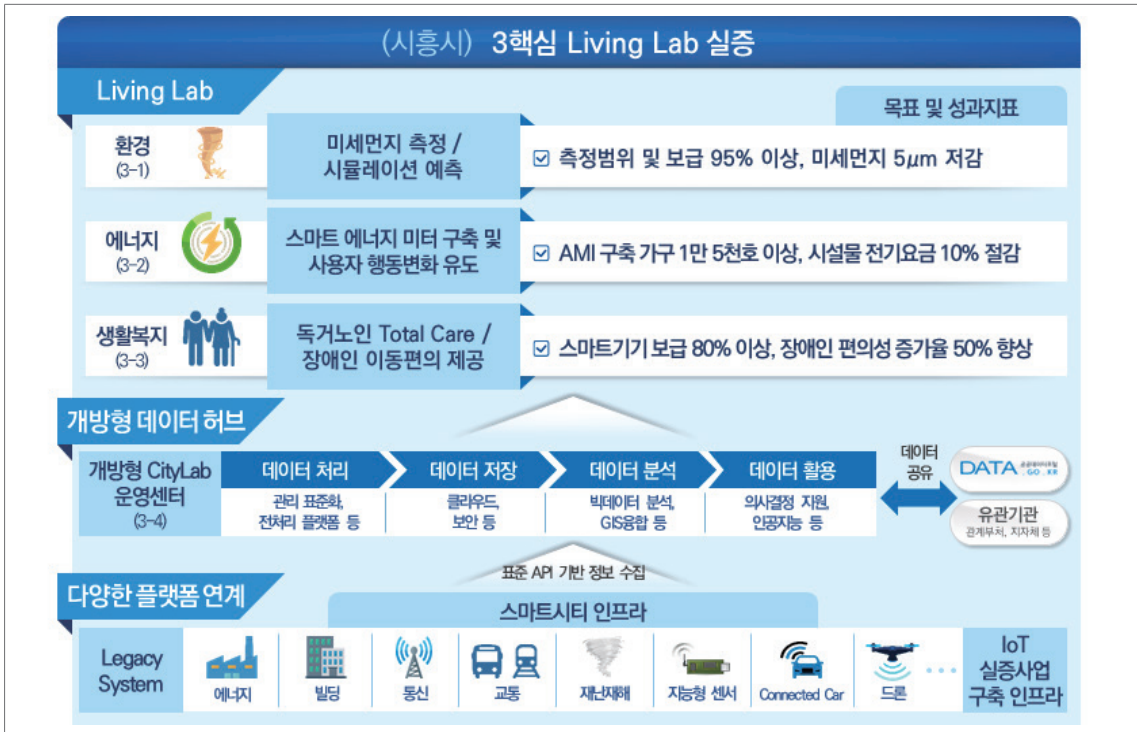 (시흥시) 3핵심 Living Lab 실증
Living Lab
목표 및 성과지표
환경
(3-1)
미세먼지 측정 /
시뮬레이션 예측
측정범위 및 보급 95% 이상, 미세먼지 5μm 저감
에너지
(3-2)
스마트 에너지 미터 구축 및
사용자 행동변화 유도
AMI 구축 가구 1만 5천호 이상, 시설물 전기요금 10% 절감
생활복지
(3-3)
독거노인 Total Care /
장애인 이동편의 제공
스마트기기 보급 80% 이상, 장애인 편의성 증가율 50% 향상
개방형 데이터 허브
개방형 CityLab
운영센터
(3-4)
데이터 처리
관리 표준화,
전처리 플랫폼 등
데이터 저장
클라우드,
보안 등
데이터 분석
빅데이터 분석,
GIS융합 등
데이터 활용
의사결정 지원,
인공지능 등
데이터
공유
DATA
공공데이터포털
.GO.KR
유관기관
관계부처, 지자체 등
표준 API 기반 정보 수집
다양한 플랫폼 연계
스마트시티 인프라
Legacy
System
에너지
빌딩
통신
교통
재난재해
지능형 센서
Connected Car
드론
IoT
실증사업
구축 인프라